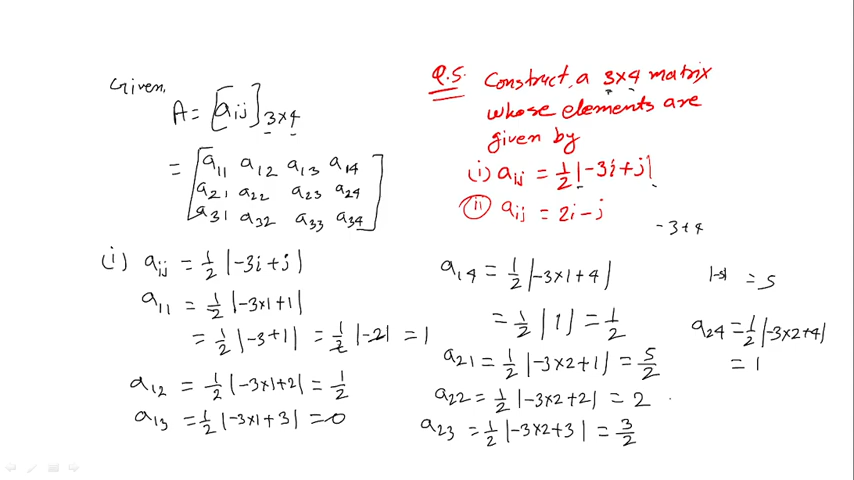 Given,
A = [aij]3×4
= [a11 a12 a13 a14
a21 a22 a23 a24
a31 a32 a33 a34]
(i) aij = 1/2 |-3i+j|
a11 = 1/2 |-3×1+1|
= 1/2 |-3+1| = 1/2 |-2| = 1
a12 = 1/2 |-3×1+2| = 1/2
a13 = 1/2 |-3×1+3| = 0
Q.5. Construct a 3×4 matrix
whose elements are
given by
(i) aij = 1/2 |-3i+j|
(ii) aij = 2i-j
-3+4
a14 = 1/2 |-3×1+4|
= 1/2 |1| = 1/2
a21 = 1/2 |-3×2+1| = 5/2
a22 = 1/2 |-3×2+2| = 2
a23 = 1/2 |-3×2+3| = 3/2
|-5| = 5
a24 = 1/2 |-3×2+4|
= 1